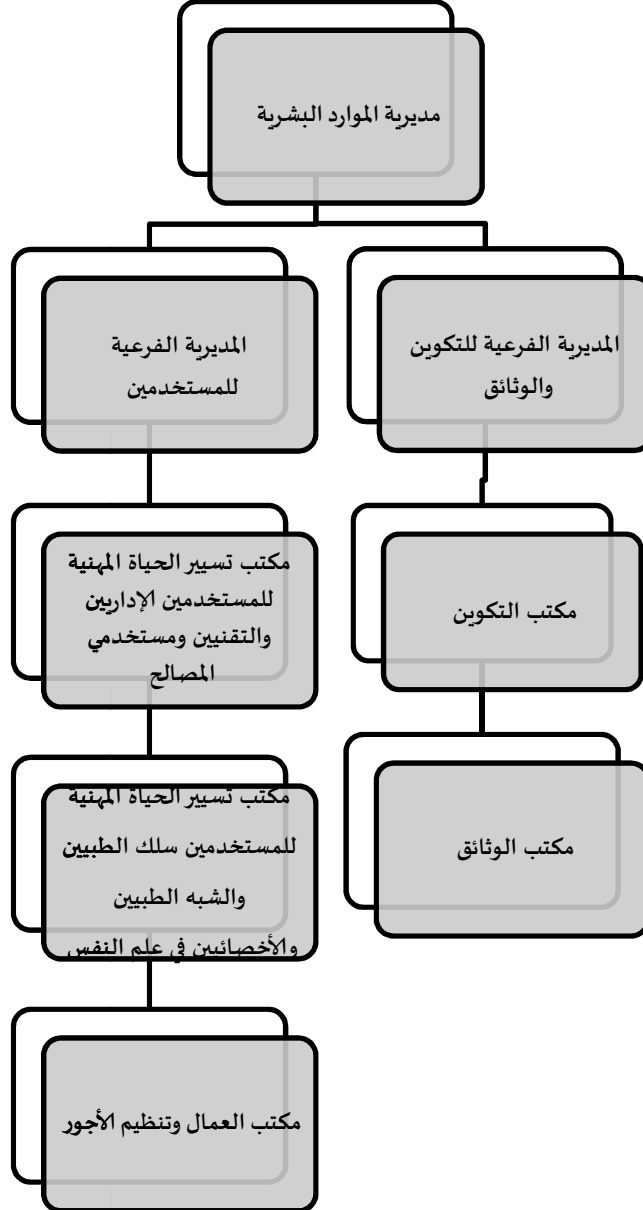 مديرية الموارد البشرية
المديرية الفرعية للتكوين
والوثائق
مكتب التكوين
مكتب الوثائق
المديرية الفرعية
للمستخدمين
مكتب تسيير الحياة المهنية
للمستخدمين الإداريين
والتقنيين ومستخدمي
المصالح
مكتب تسيير الحياة المهنية
للمستخدمين سلك الطبيين
والشبه الطبيين
والأخصائيين في علم النفس
مكتب العمال وتنظيم الأجور